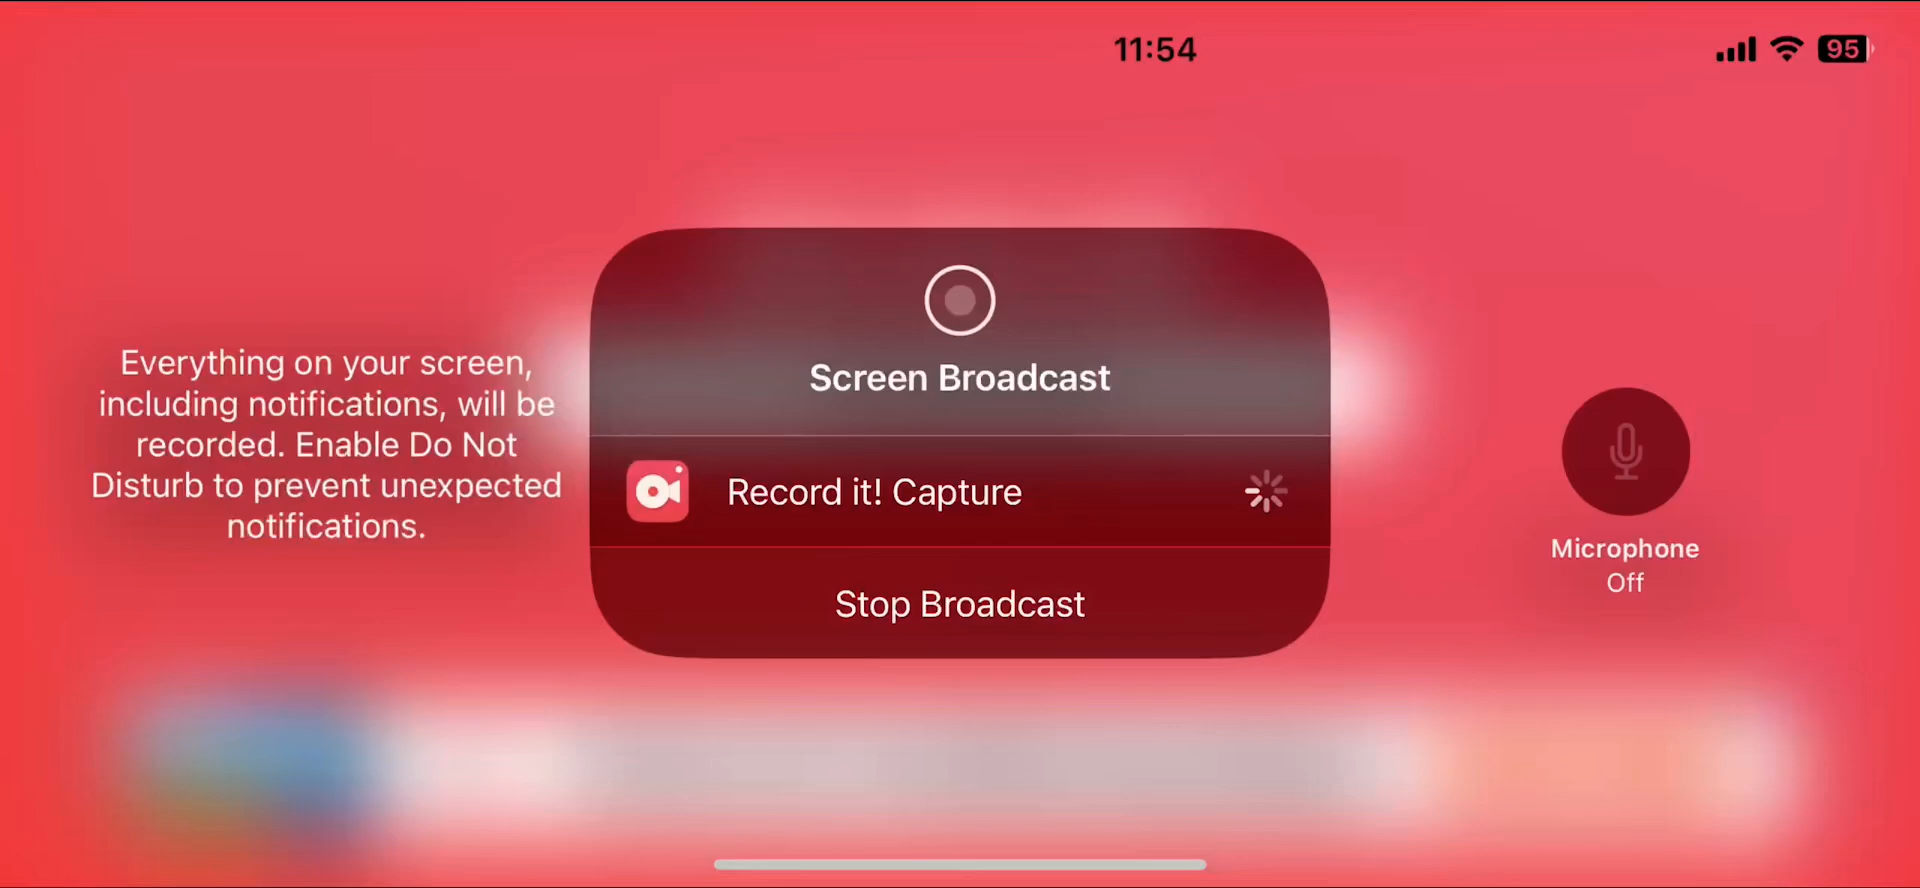 11:54
95
Everything on your screen,
including notifications, will be
recorded. Enable Do Not
Disturb to prevent unexpected
notifications.
Screen Broadcast
Record it! Capture
Stop Broadcast
Microphone
Off